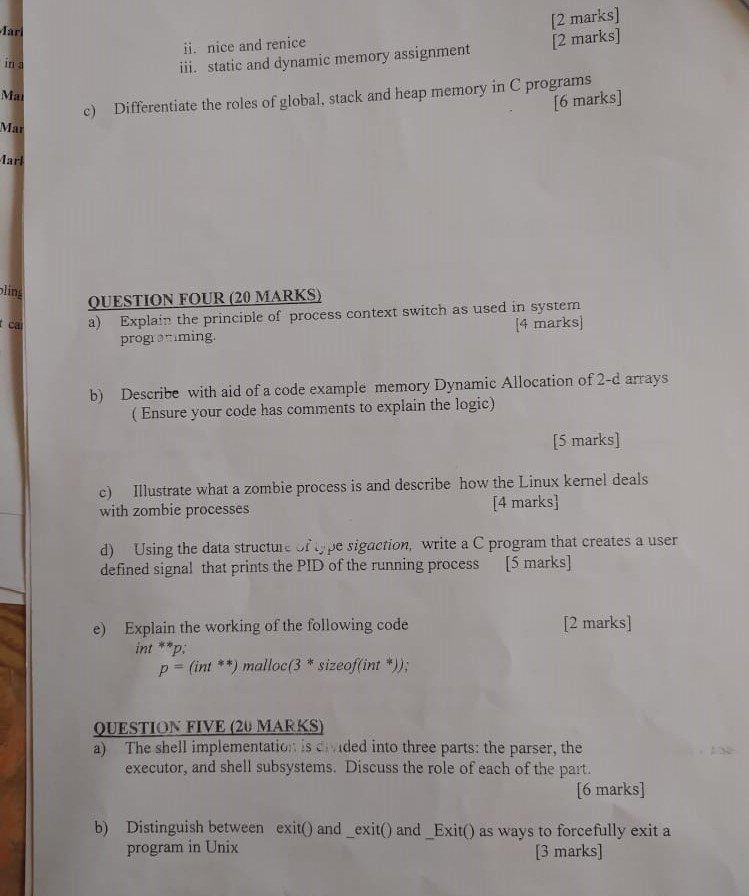 [2 marks]
ii. nice and renice [2 marks]
iii. static and dynamic memory assignment
c) Differentiate the roles of global, stack and heap memory in C programs
[6 marks]
in a
QUESTION FOUR (20 MARKS)
a) Explain the principle of process context switch as used in system
programming. [4 marks]
b) Describe with aid of a code example memory Dynamic Allocation of 2-d arrays
( Ensure your code has comments to explain the logic)
[5 marks]
c) Illustrate what a zombie process is and describe how the Linux kernel deals
with zombie processes [4 marks]
d) Using the data structure of type sigaction, write a C program that creates a user
defined signal that prints the PID of the running process [5 marks]
e) Explain the working of the following code [2 marks]
int **p;
p = (int **) malloc(3 * sizeof(int *));
QUESTION FIVE (20 MARKS)
a) The shell implementation is divided into three parts: the parser, the
executor, and shell subsystems. Discuss the role of each of the part.
[6 marks]
b) Distinguish between exit() and _exit() and _Exit() as ways to forcefully exit a
program in Unix [3 marks]